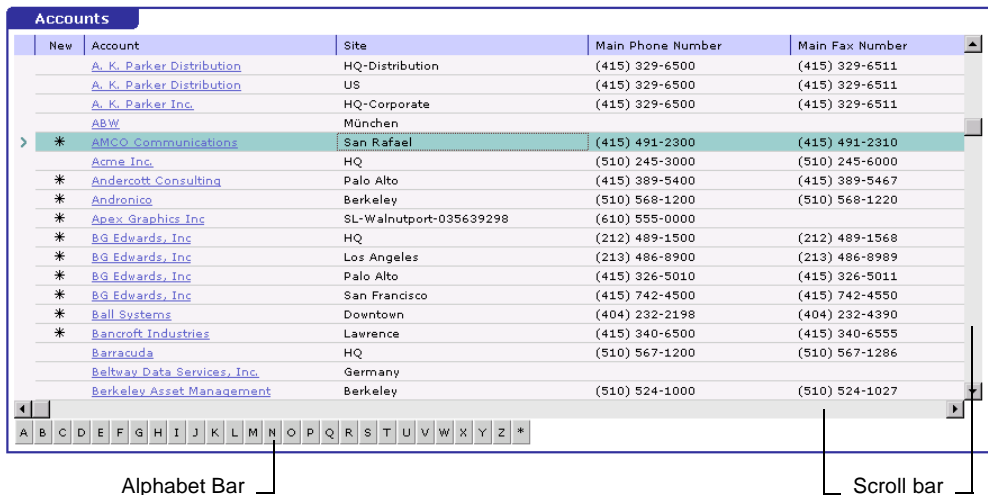 Accounts
New Account Site Main Phone Number Main Fax Number
A. K. Parker Distribution HQ-Distribution (415) 329-6500 (415) 329-6511
A. K. Parker Distribution US (415) 329-6500 (415) 329-6511
A. K. Parker Inc. HQ-Corporate (415) 329-6500 (415) 329-6511
ABW München
* AMCO Communications San Rafael (415) 491-2300 (415) 491-2310
Acme Inc. HQ (510) 245-3000 (510) 245-6000
* Andercott Consulting Palo Alto (415) 389-5400 (415) 389-5467
* Andronico Berkeley (510) 568-1200 (510) 568-1220
* Apex Graphics Inc SL-Walnutport-035639298 (610) 555-0000
* BG Edwards, Inc HQ (212) 489-1500 (212) 489-1568
* BG Edwards, Inc Los Angeles (213) 486-8900 (213) 486-8989
* BG Edwards, Inc Palo Alto (415) 326-5010 (415) 326-5011
* BG Edwards, Inc San Francisco (415) 742-4500 (415) 742-4550
* Ball Systems Downtown (404) 232-2198 (404) 232-4390
* Bancroft Industries Lawrence (415) 340-6500 (415) 340-6555
Barracuda HQ (510) 567-1200 (510) 567-1286
Beltway Data Services, Inc. Germany
Berkeley Asset Management Berkeley (510) 524-1000 (510) 524-1027
A B C D E F G H I J K L M N O P Q R S T U V W X Y Z *
Alphabet Bar Scroll bar